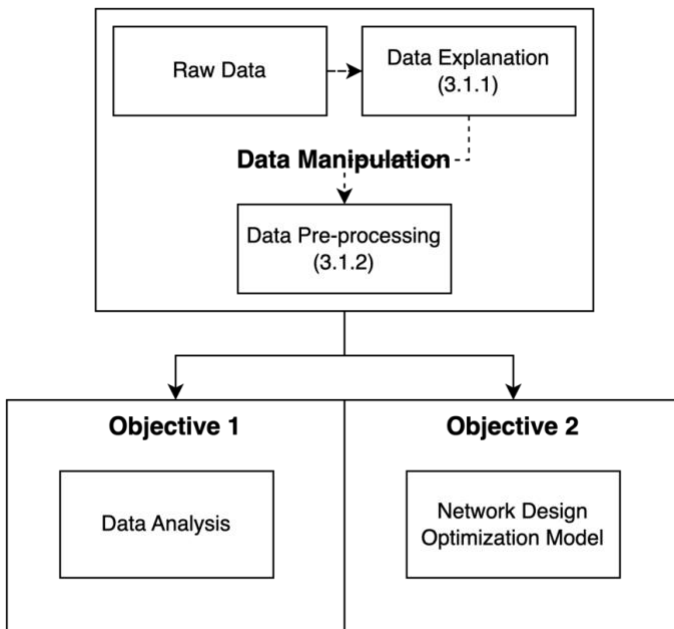 Raw Data
Data Explanation
(3.1.1)
Data Manipulation
Data Pre-processing
(3.1.2)
Objective 1
Objective 2
Data Analysis
Network Design
Optimization Model